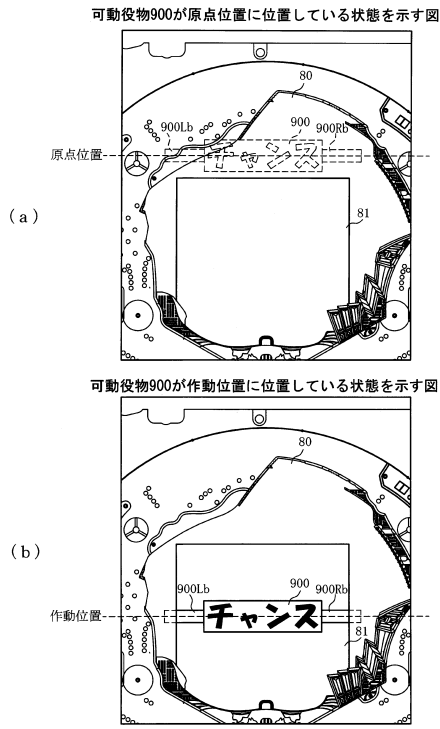 可動役物900が原点位置に位置している状態を示す図
80
900Lb
900
900Rb
チャンス
原点位置
(a)
81
可動役物900が作動位置に位置している状態を示す図
80
(b)
900Lb
900
900Rb
チャンス
作動位置
81